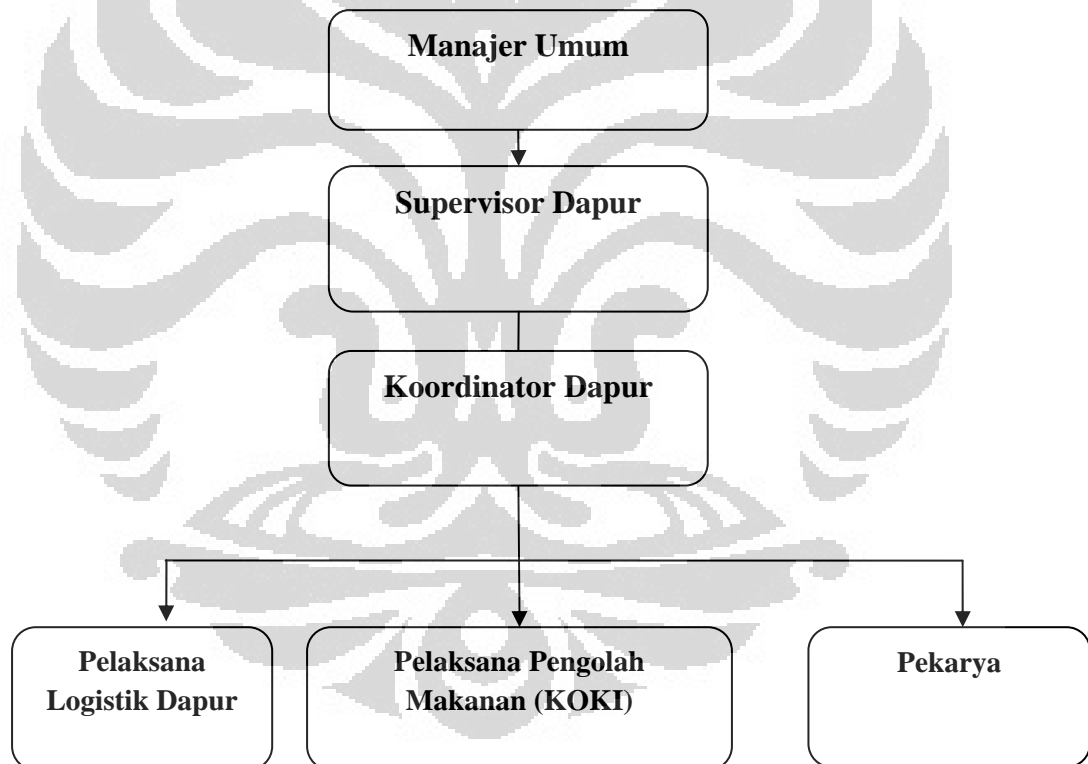 Manajer Umum
Supervisor Dapur
Koordinator Dapur
Pelaksana
Logistik Dapur
Pelaksana Pengolah
Makanan (KOKI)
Pekarya